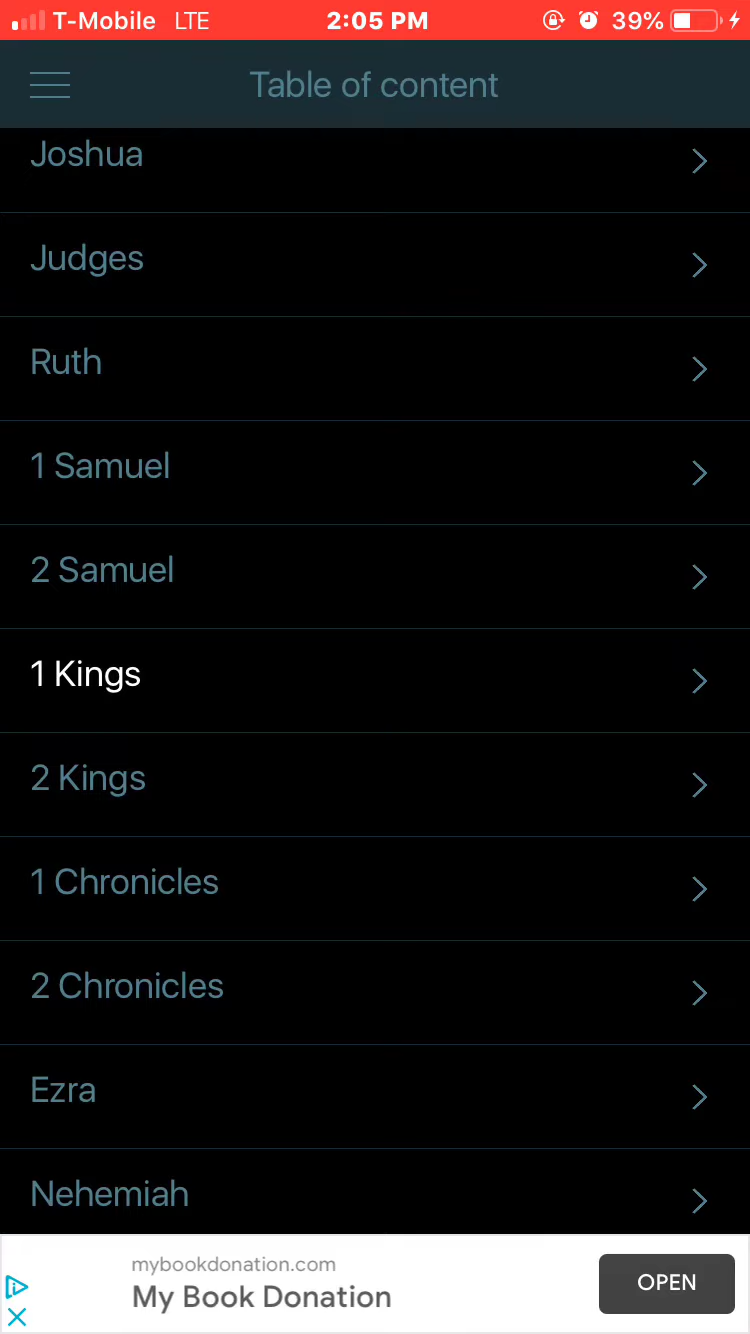 T-Mobile LTE 2:05 PM 39%
Table of content
Joshua
Judges
Ruth
1 Samuel
2 Samuel
1 Kings
2 Kings
1 Chronicles
2 Chronicles
Ezra
Nehemiah
mybookdonation.com
My Book Donation
OPEN